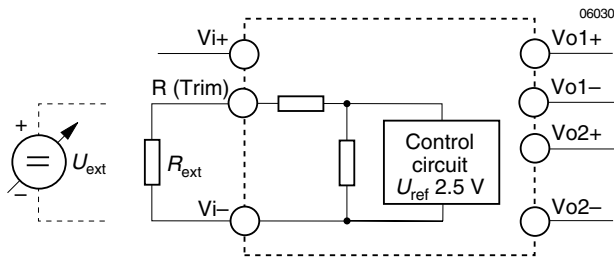 06030
Vi+
Vo1+
R (Trim)
Vo1–
+
Vo2+
=
Uext
Rext
Control
circuit
Uref 2.5 V
–
Vi–
Vo2–